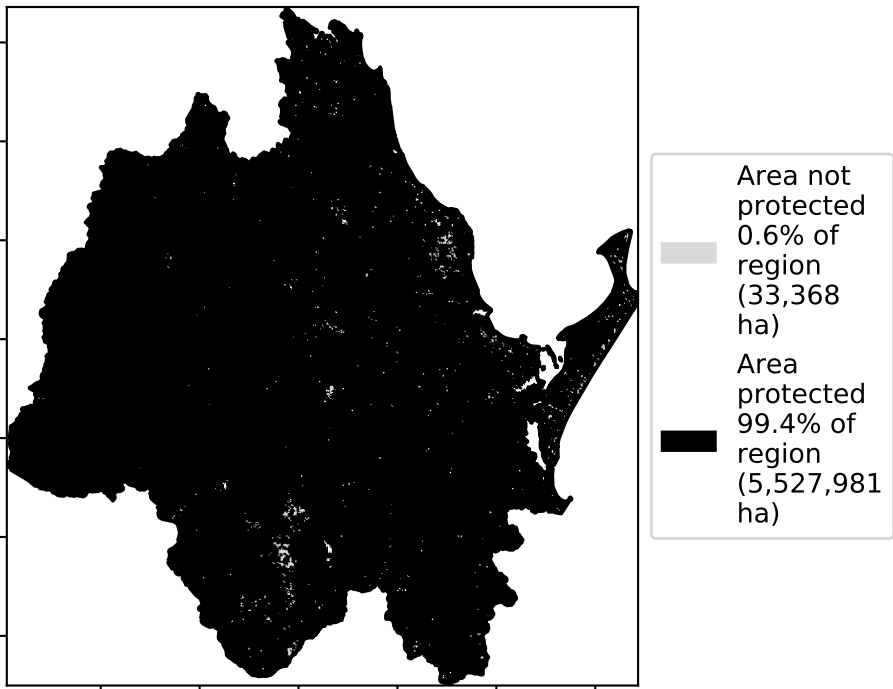 Area not
protected
0.6% of
region
(33,368
ha)
Area
protected
99.4% of
region
(5,527,981
ha)